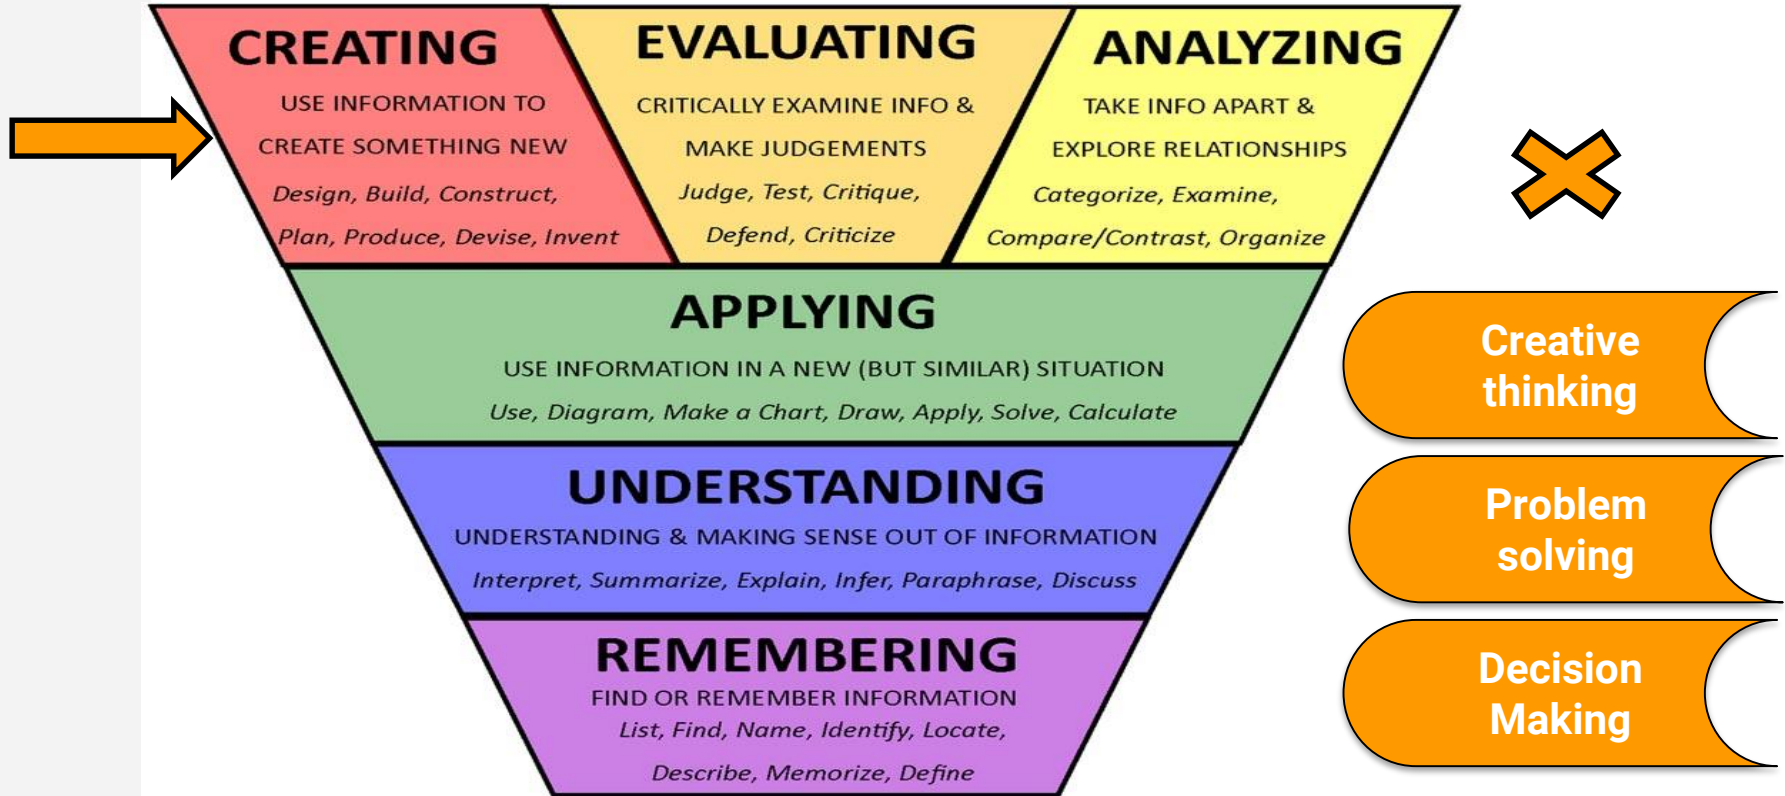 CREATING
USE INFORMATION TO
CREATE SOMETHING NEW
Design, Build, Construct,
Plan, Produce, Devise, Invent
EVALUATING
CRITICALLY EXAMINE INFO &
MAKE JUDGEMENTS
Judge, Test, Critique,
Defend, Criticize
ANALYZING
TAKE INFO APART &
EXPLORE RELATIONSHIPS
Categorize, Examine,
Compare/Contrast, Organize
APPLYING
USE INFORMATION IN A NEW (BUT SIMILAR) SITUATION
Use, Diagram, Make a Chart, Draw, Apply, Solve, Calculate
UNDERSTANDING
UNDERSTANDING & MAKING SENSE OUT OF INFORMATION
Interpret, Summarize, Explain, Infer, Paraphrase, Discuss
REMEMBERING
FIND OR REMEMBER INFORMATION
List, Find, Name, Identify, Locate,
Describe, Memorize, Define
Creative
thinking
Problem
solving
Decision
Making